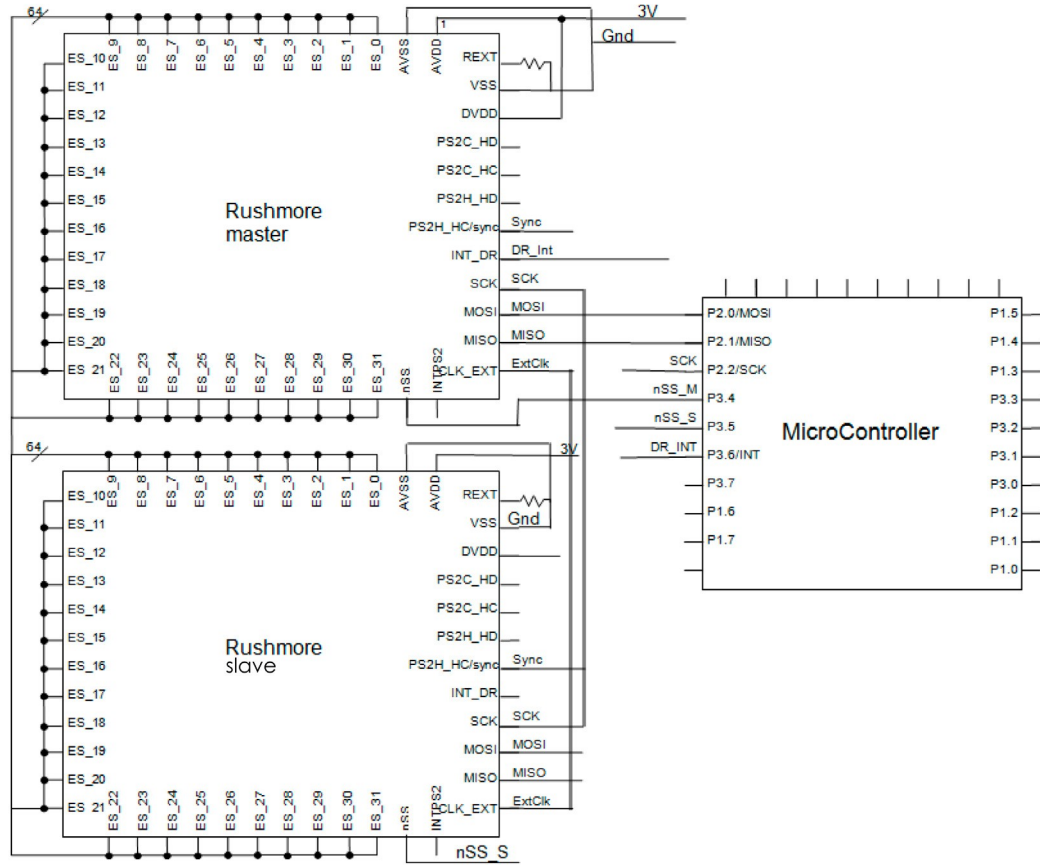 64
3V
Gnd
ES_9
ES_8
ES_7
ES_6
ES_5
ES_4
ES_3
ES_2
ES_1
ES_0
AVSS
AVDD
1
ES_10
ES_11
ES_12
ES_13
ES_14
ES_15
ES_16
ES_17
ES_18
ES_19
ES_20
ES 21
Rushmore
master
REXT
VSS
DVDD
PS2C_HD
PS2C_HC
PS2H_HD
PS2H_HC/sync Sync
INT_DR DR_Int
SCK SCK
MOSI MOSI
MISO MISO
CLK_EXT ExtClk
ES_22
ES_23
ES_24
ES_25
ES_26
ES_27
ES_28
ES_29
ES_30
ES_31
nSS
INTPS2
P2.0/MOSI
P2.1/MISO
SCK P2.2/SCK
nSS_M P3.4
nSS_S P3.5
DR_INT P3.6/INT
P3.7
P1.6
P1.7
MicroController
P1.5
P1.4
P1.3
P3.3
P3.2
P3.1
P3.0
P1.2
P1.1
P1.0
64
3V
ES_9
ES_8
ES_7
ES_6
ES_5
ES_4
ES_3
ES_2
ES_1
ES_0
AVSS
AVDD
ES_10
ES_11
ES_12
ES_13
ES_14
ES_15
ES_16
ES_17
ES_18
ES_19
ES_20
ES 21
Rushmore
slave
REXT
VSS Gnd
DVDD
PS2C_HD
PS2C_HC
PS2H_HD
PS2H_HC/sync Sync
INT_DR
SCK SCK
MOSI MOSI
MISO MISO
CLK_EXT ExtClk
ES_22
ES_23
ES_24
ES_25
ES_26
ES_27
ES_28
ES_29
ES_30
ES_31
nSS
INTPS2
nSS_S